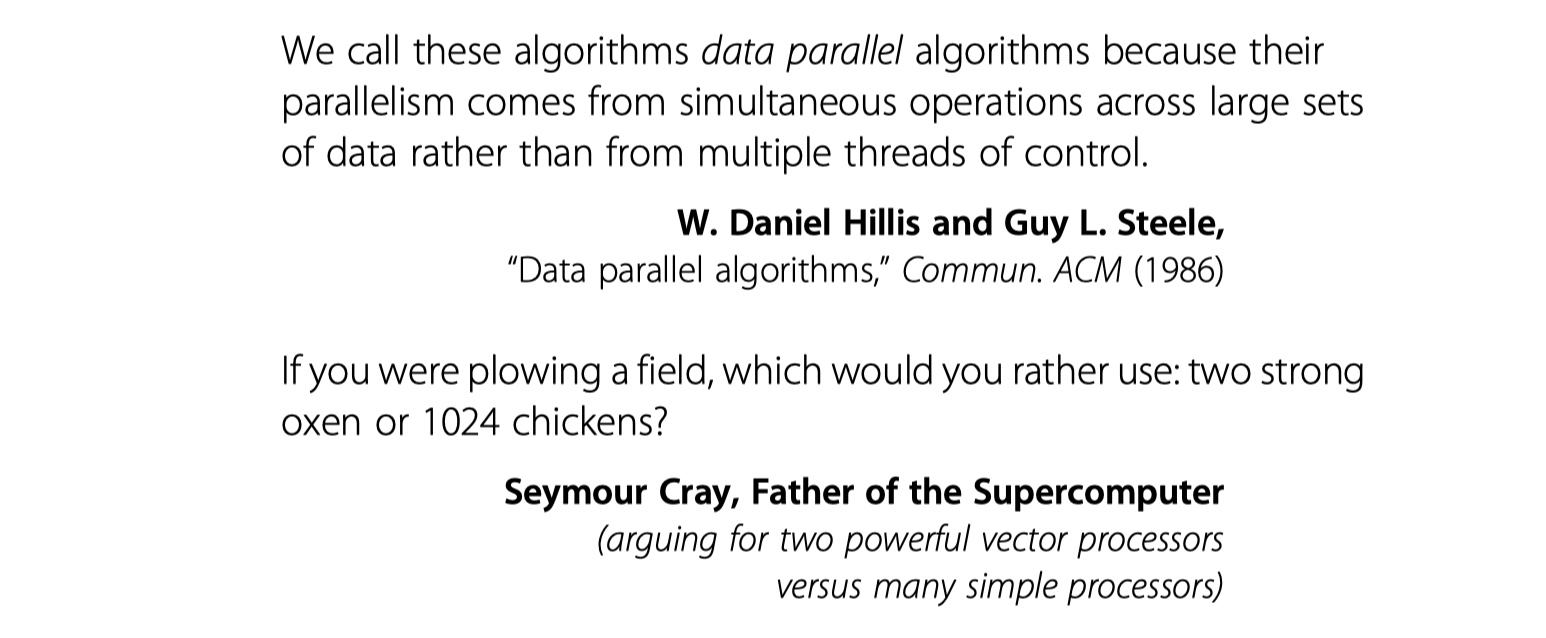 We call these algorithms data parallel algorithms because their
parallelism comes from simultaneous operations across large sets
of data rather than from multiple threads of control.
W. Daniel Hillis and Guy L. Steele,
“Data parallel algorithms,” Commun. ACM (1986)
If you were plowing a field, which would you rather use: two strong
oxen or 1024 chickens?
Seymour Cray, Father of the Supercomputer
(arguing for two powerful vector processors
versus many simple processors)